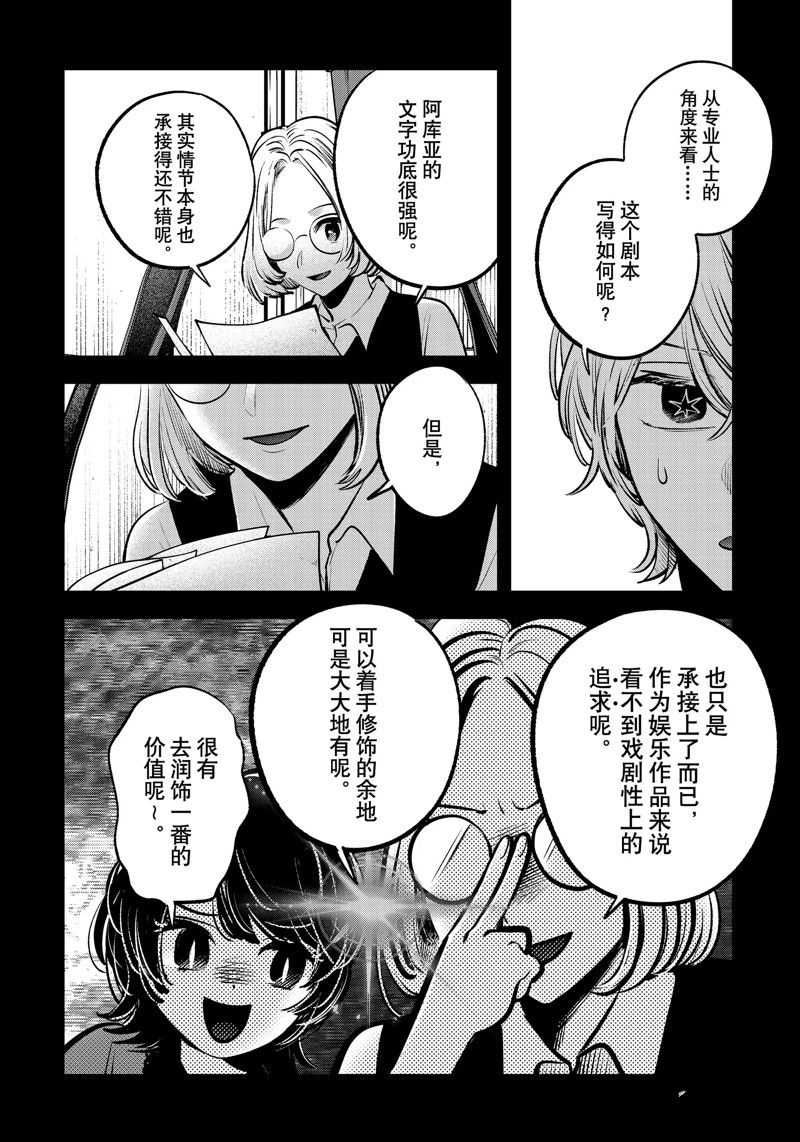 从专业人士的
角度来看……
这个剧本
写得如何呢？
阿库亚的
文字功底很强呢。
其实情节本身也
承接得还不错呢。
但是，
也只是
承接上了而已，
作为娱乐作品来说
看不到戏剧性上的
追求呢。
可以着手修饰的余地
可是大大地有呢。
很有
去润饰一番的
价值呢～。